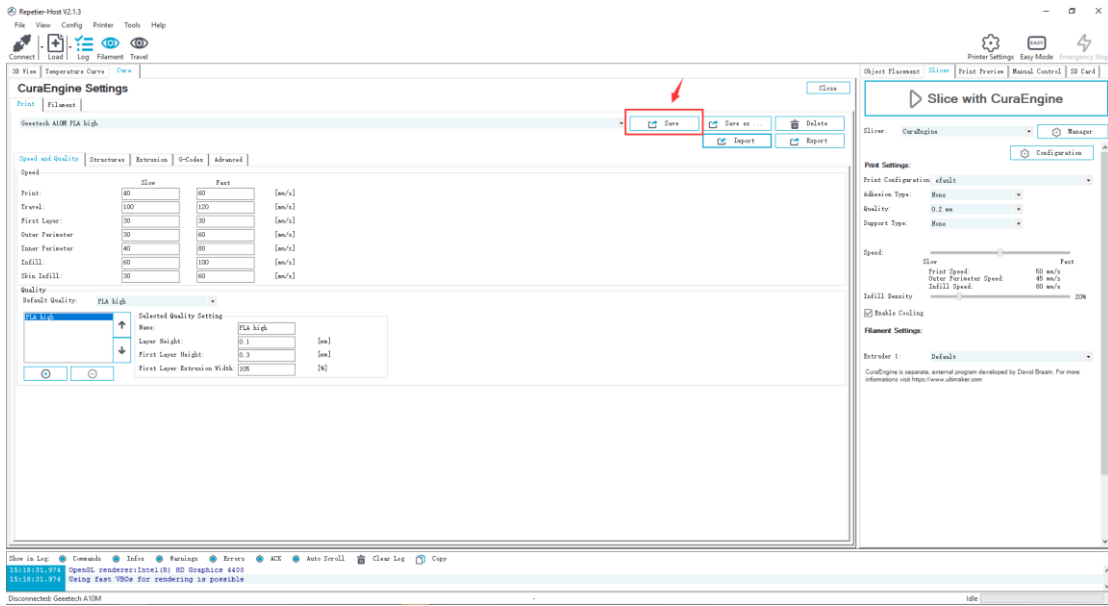 Repetier-Host V2.1.3
File View Config Printer Tools Help
Connect Load Log Filament Travel
Printer Settings Easy Mode Emergency Stop
EASY
3D View Temperature Curve Cura
Object Placement Slicer Print Preview Manual Control SD Card
CuraEngine Settings
Close
Print Filament
Slice with CuraEngine
Geeetech A10M PLA high
Save Save as ... Delete
Import Export
Slicer: CuraEngine Manager
Configuration
Speed and Quality Structures Extrusion G-Codes Advanced
Print Settings:
Speed
Slow Fast
Print: 40 60 [mm/s]
Travel: 100 120 [mm/s]
First Layer: 30 30 [mm/s]
Outer Perimeter 30 60 [mm/s]
Inner Perimeter 40 80 [mm/s]
Infill: 60 100 [mm/s]
Skin Infill: 30 60 [mm/s]
Print Configuration: efault
Adhesion Type: None
Quality: 0.2 mm
Support Type: None
Speed:
Slow Fast
Print Speed: 50 mm/s
Outer Perimeter Speed: 45 mm/s
Infill Speed: 80 mm/s
Infill Density 20%
Enable Cooling
Filament Settings:
Extruder 1: Default
CuraEngine is separate, external program developed by David Braam. For more
informations visit https://www.ultimaker.com
Quality
Default Quality: PLA high
PLA high
Selected Quality Setting
Name: PLA high
Layer Height: 0.1 [mm]
First Layer Height: 0.3 [mm]
First Layer Extrusion Width: 105 [%]
Show in Log: Commands Infos Warnings Errors ACK Auto Scroll Clear Log Copy
15:18:31.974 OpenGL renderer:Intel(R) HD Graphics 4400
15:18:31.974 Using fast VBOs for rendering is possible
Disconnected: Geeetech A10M - Idle